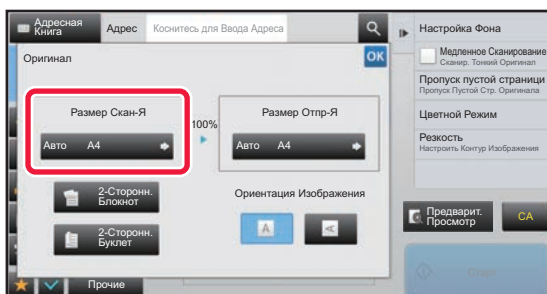 Адресная
Книга
Адрес
Коснитесь для Ввода Адреса
Оригинал
OK
Размер Скан-Я
Авто A4
100%
Размер Отпр-Я
Авто A4
2-Сторонн.
Блокнот
2-Сторонн.
Буклет
Ориентация Изображения
A
A
Прочие
Настройка Фона
Медленное Сканирование
Сканир. Тонкий Оригинал
Пропуск пустой страници
Пропуск Пустой Стр. Оригинала
Цветной Режим
Резкость
Настроить Контур Изображения
Предварит.
Просмотр
CA